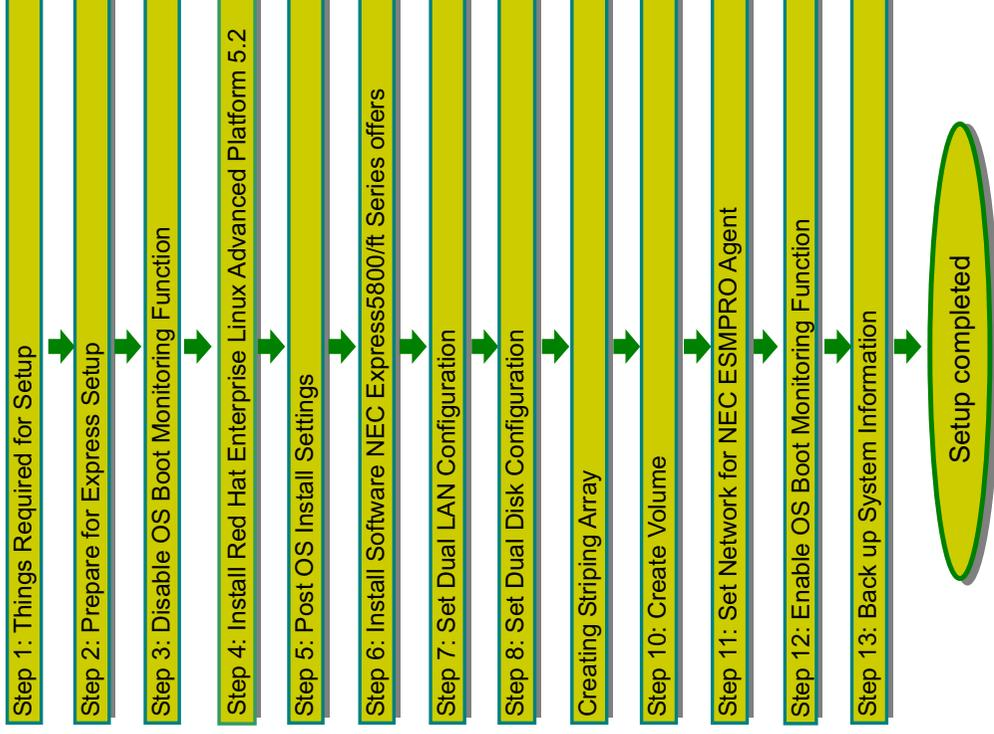 Step 1: Things Required for Setup
Step 2: Prepare for Express Setup
Step 3: Disable OS Boot Monitoring Function
Step 4: Install Red Hat Enterprise Linux Advanced Platform 5.2
Step 5: Post OS Install Settings
Step 6: Install Software NEC Express5800/ft Series offers
Step 7: Set Dual LAN Configuration
Step 8: Set Dual Disk Configuration
Creating Striping Array
Step 10: Create Volume
Step 11: Set Network for NEC ESMPRO Agent
Step 12: Enable OS Boot Monitoring Function
Step 13: Back up System Information
Setup completed